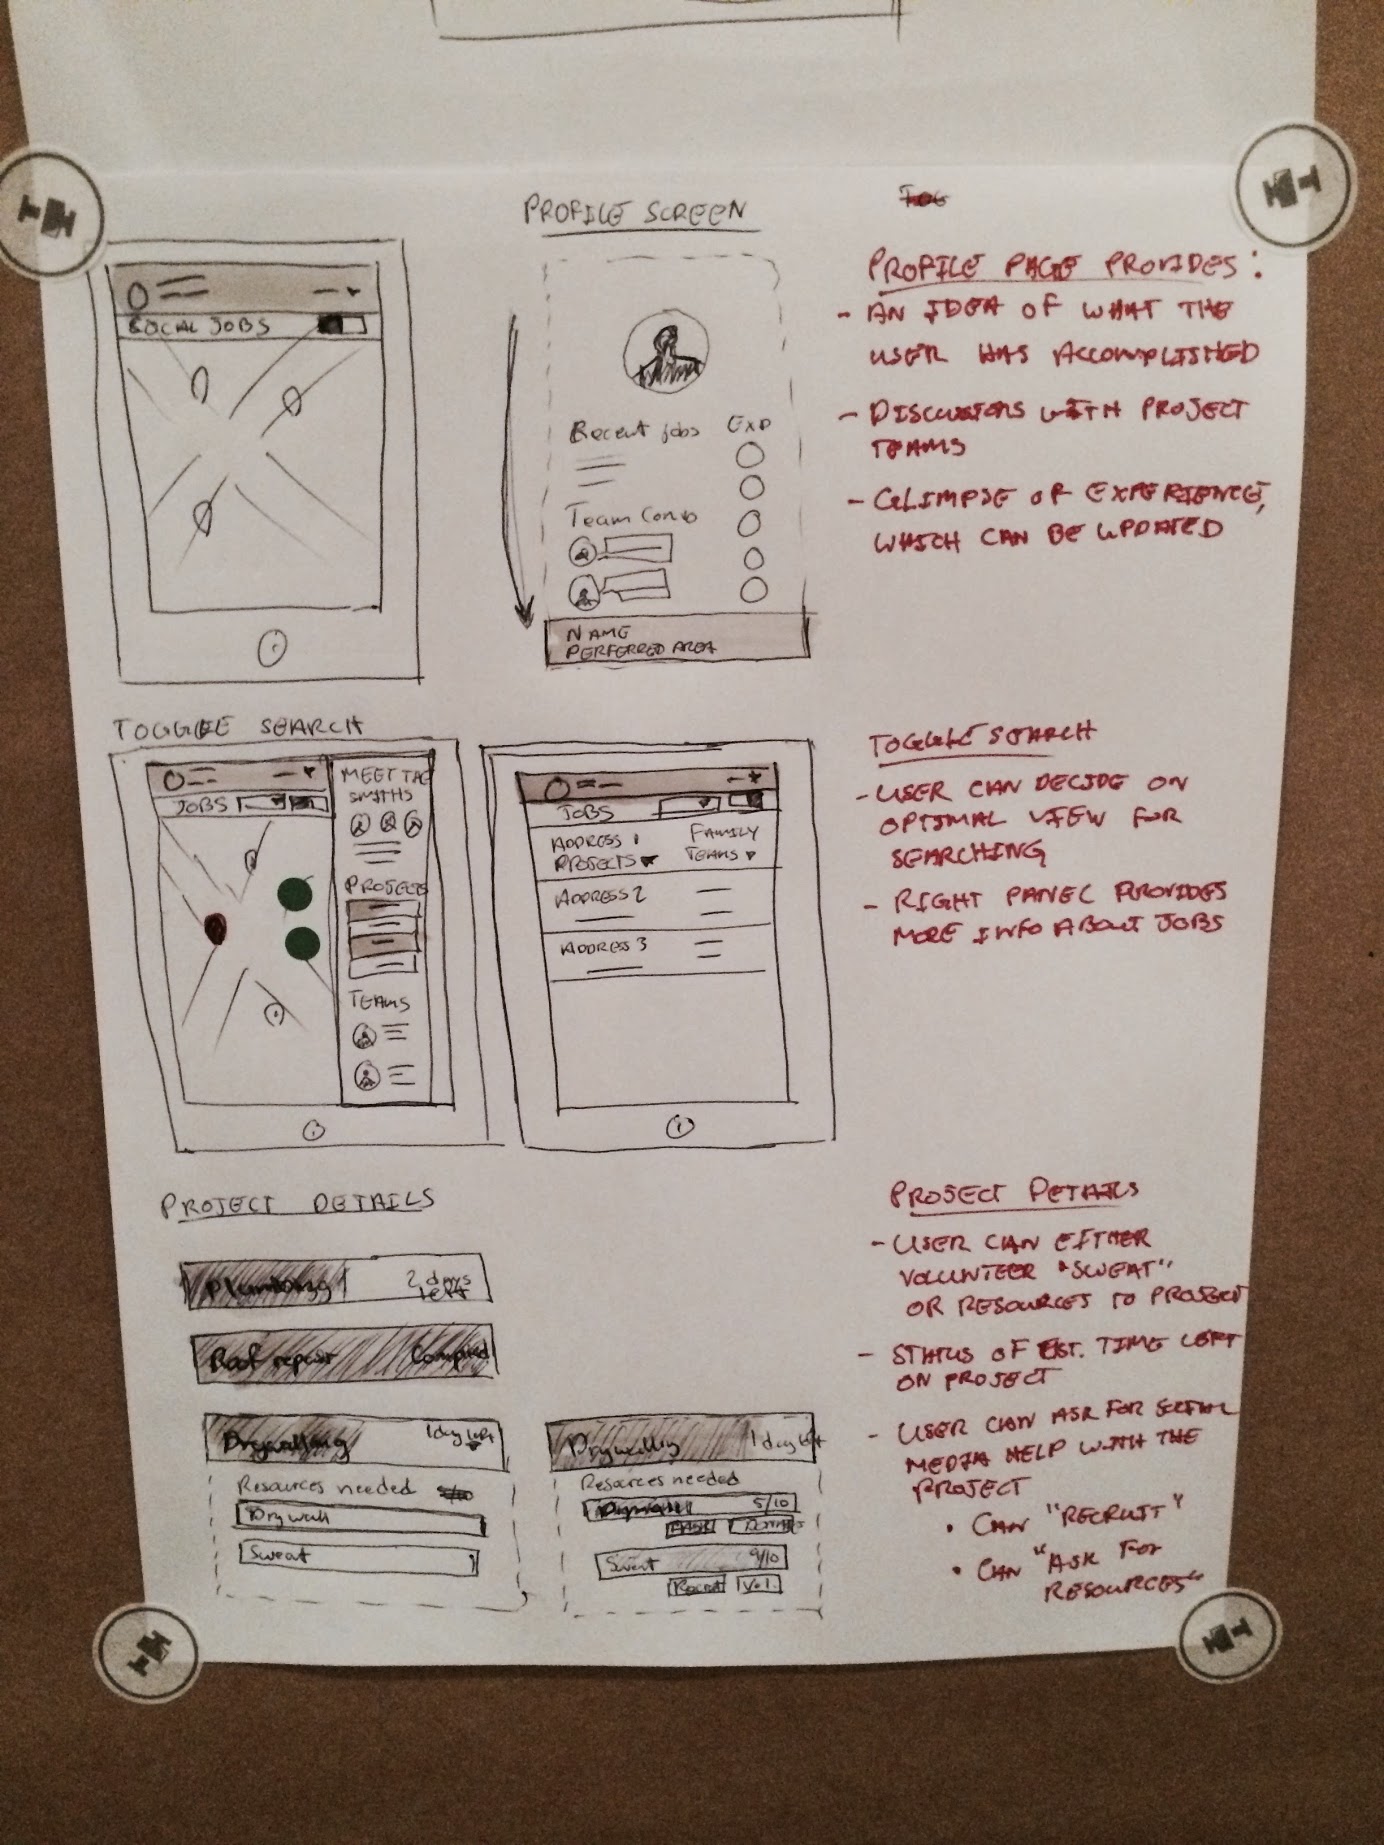 PROFILE SCREEN
LOCAL JOBS
Recent jobs
Exp
Team Convo
NAME
PERFERRED AREA
PROFILE PAGE PROVIDES:
- AN IDEA OF WHAT THE
USER HAS ACCOMPLISHED
- DISCUSSIONS WITH PROJECT
TEAMS
- GLIMPSE OF EXPERIENCE,
WHICH CAN BE UPDATED
TOGGLE SEARCH
JOBS
MEET THE
SMITHS
PROJECTS
TEAMS
JOBS
ADDRESS 1
PROJECTS
FAMILY
TEAMS
ADDRESS 2
ADDRESS 3
TOGGLE SEARCH
- USER CAN DECIDE ON
OPTIMAL VIEW FOR
SEARCHING
- RIGHT PANEL PROVIDES
MORE INFO ABOUT JOBS
PROJECT DETAILS
Plumbing
2 days
left
Roof repair
Drywalling
1 day left
Resources needed
Drywall
Sweat
Drywalling
1 day left
Resources needed
5/10
Sweat
9/10
Recruit
Vol.
PROJECT DETAILS
- USER CAN EITHER
VOLUNTEER "SWEAT"
OR RESOURCES TO PROJECT
- STATUS OF EST. TIME LEFT
ON PROJECT
- USER CAN ASK FOR SOCIAL
MEDIA HELP WITH THE
PROJECT
• CAN "RECRUIT"
• CAN "ASK FOR
RESOURCES"